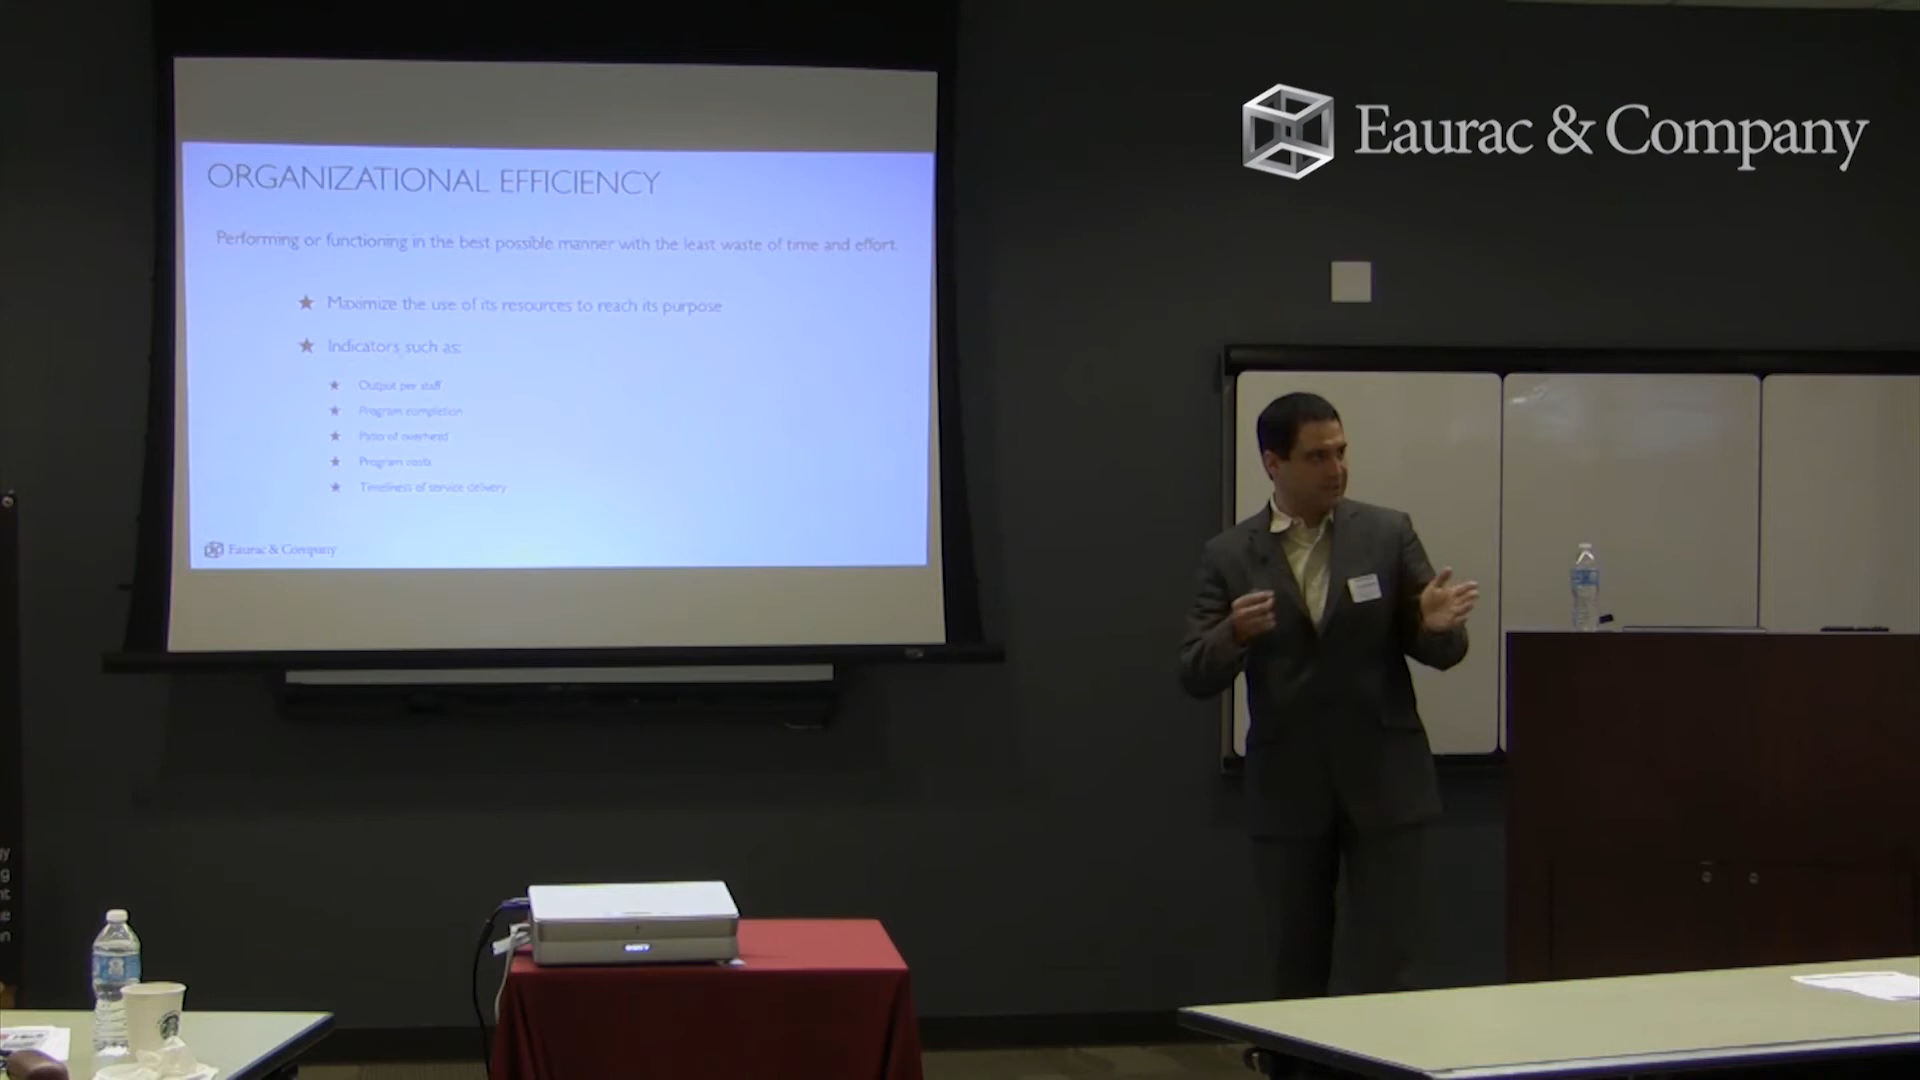 Eaurac & Company
ORGANIZATIONAL EFFICIENCY
Performing or functioning in the best possible manner with the least waste of time and effort
★ Maximize the use of its resources to reach its purpose
★ Indicators such as:
★ Output per staff
★ Program completion
★ Ratio of overhead
★ Program costs
★ Timeliness of service delivery
Eaurac & Company